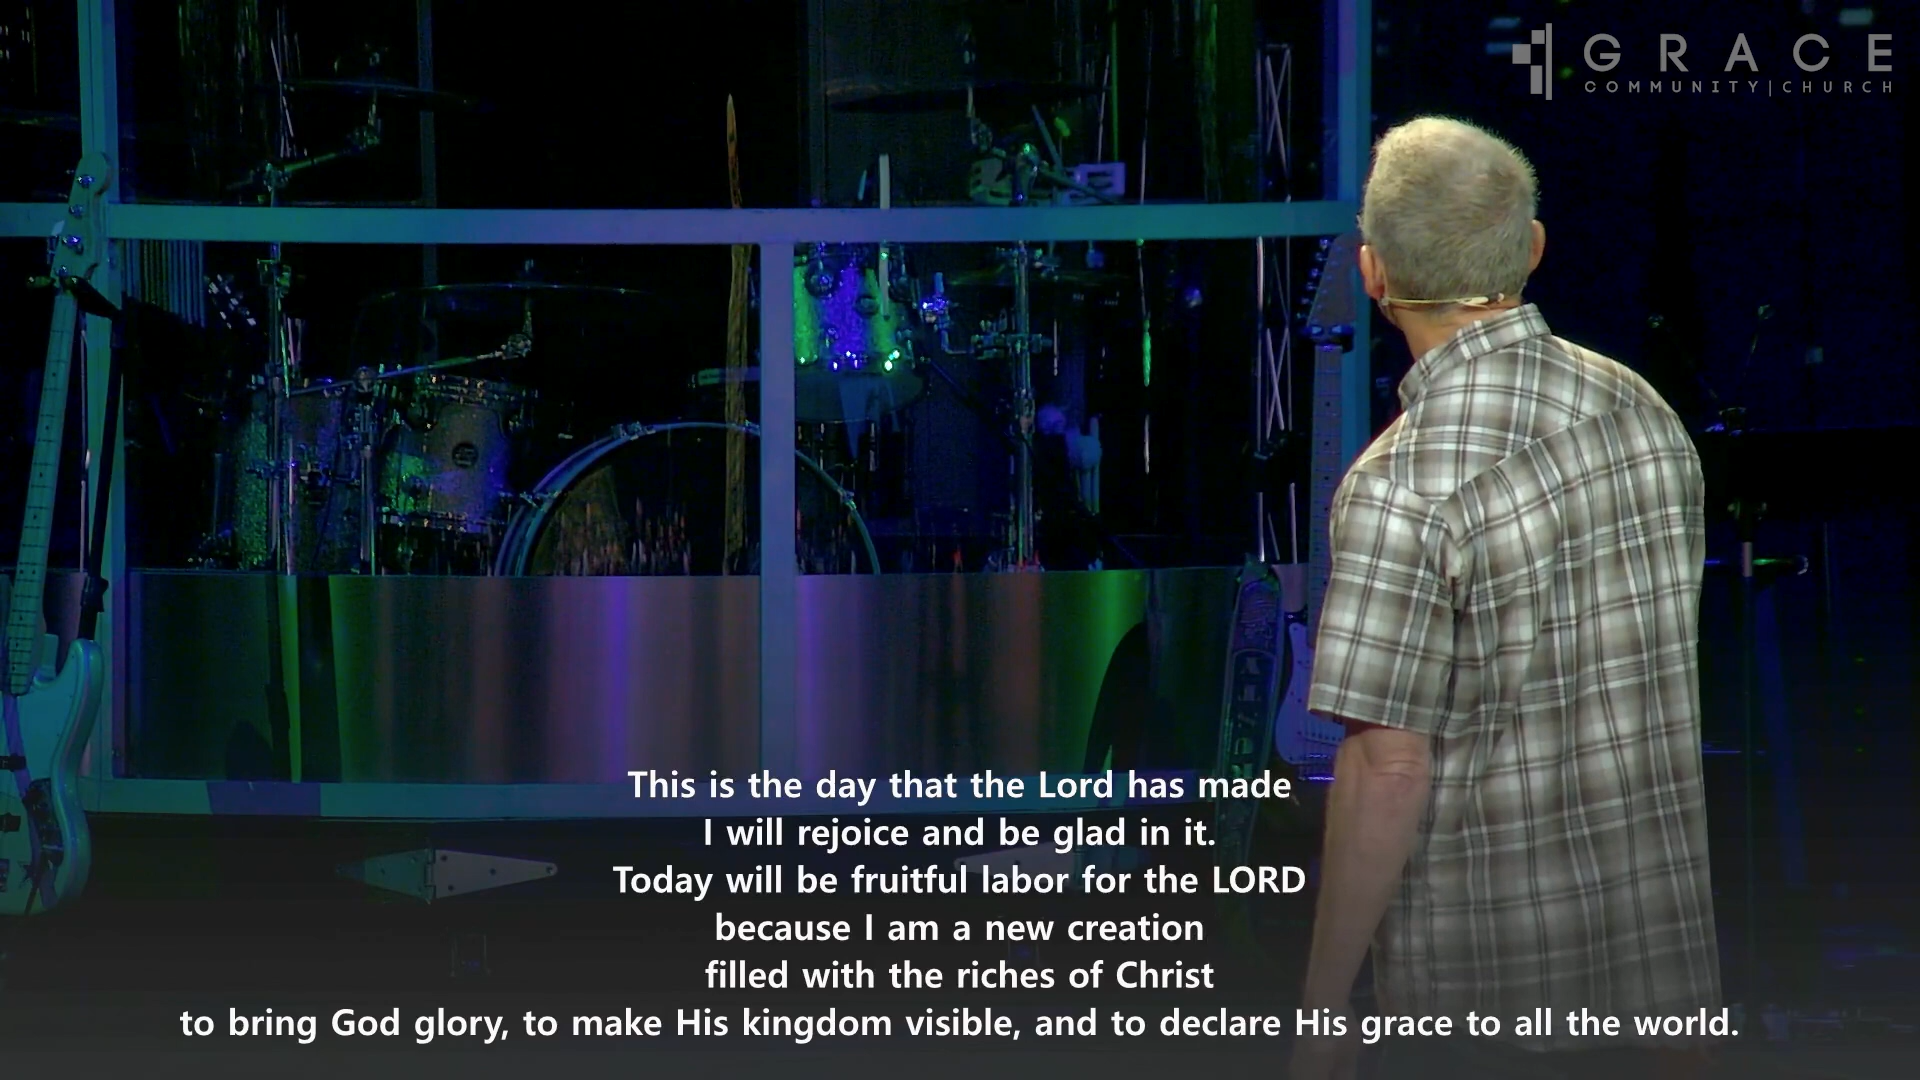 GRACE
COMMUNITY|CHURCH
This is the day that the Lord has made
I will rejoice and be glad in it.
Today will be fruitful labor for the LORD
because I am a new creation
filled with the riches of Christ
to bring God glory, to make His kingdom visible, and to declare His grace to all the world.